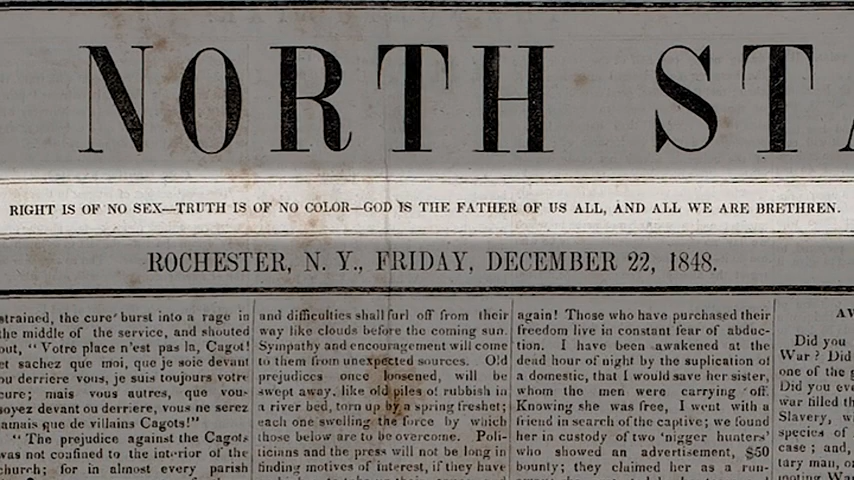 NORTH STA
RIGHT IS OF NO SEX—TRUTH IS OF NO COLOR—GOD IS THE FATHER OF US ALL, AND ALL WE ARE BRETHREN.
ROCHESTER, N. Y., FRIDAY, DECEMBER 22, 1848.
strained, the cure burst into a rage in
the middle of the service, and shouted
out, "Votre place n'est pas la, Cagot!
et sachez que moi, que je soie devant
ou derriere vous, je suis toujours votre
cure; mais vous autres, que vou-
soyez devant ou derriere, vous ne serez
jamais que de villains Cagots!"
"The prejudice against the Cagots
was not confined to the interior of the
church; for in almost every parish
and difficulties shall furl off from their
way like clouds before the coming sun.
Sympathy and encouragement will come
to them from unexpected sources. Old
prejudices once loosened, will be
swept away, like old piles of rubbish in
a river bed, torn up by a spring freshet;
each one swelling the force by which
those below are to be overcome. Poli-
ticians and the press will not be long in
finding motives of interest, if they have
again! Those who have purchased their
freedom live in constant fear of abduc-
tion. I have been awakened at the
dead hour of night by the suplication of
a domestic, that I would save her sister,
whom the men were carrying off.
Knowing she was free, I went with a
friend in search of the captive; we found
her in custody of two 'nigger hunters'
who showed an advertisement, $50
bounty; they claimed her as a run-
AV
Did you
War? Did
one of the
Did you eve
war filled th
Slavery, w
species of
case; and,
tary man, or
moting War